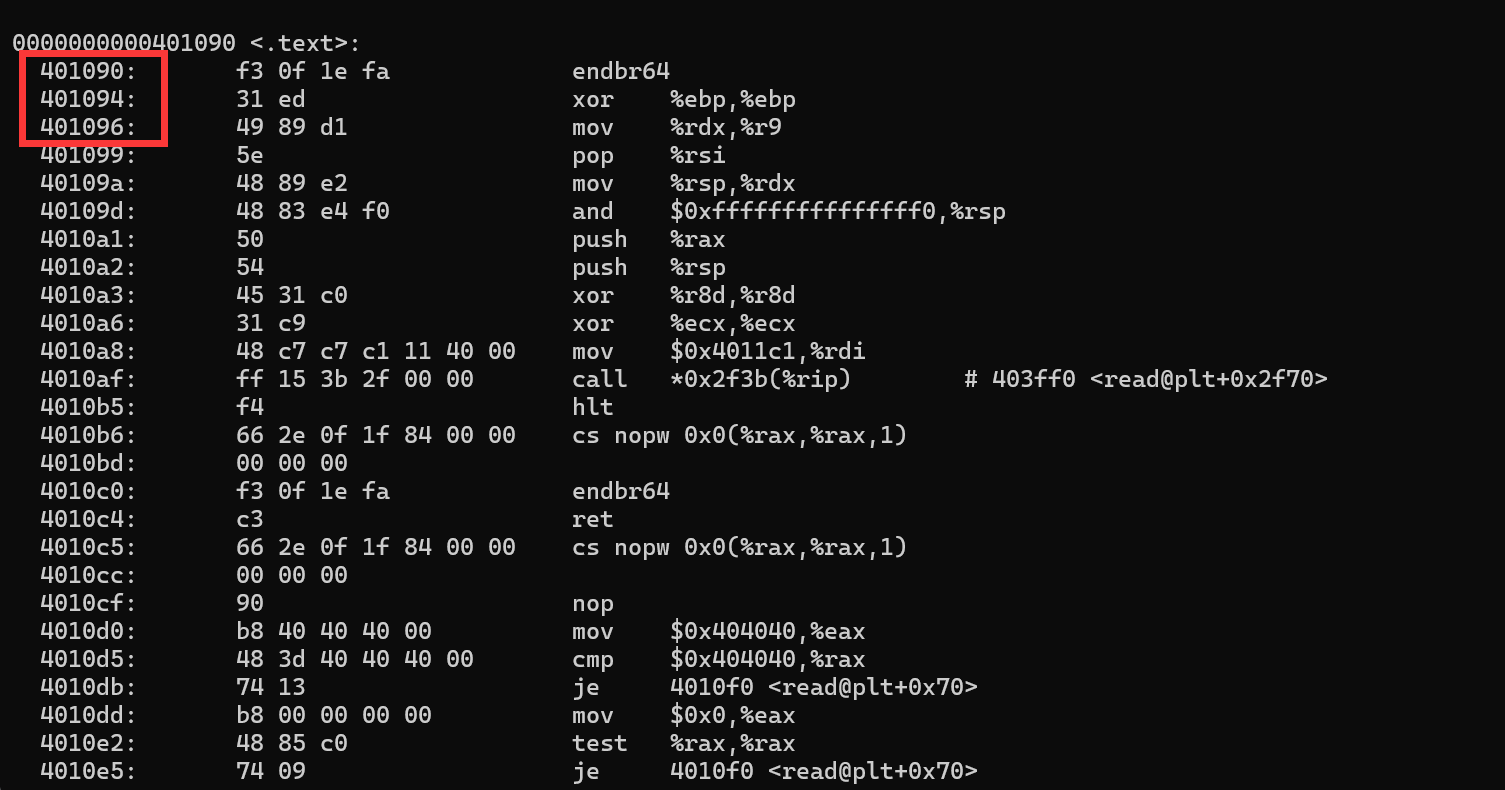 0000000000401090 <.text>:
  401090:       f3 0f 1e fa             endbr64
  401094:       31 ed                   xor    %ebp,%ebp
  401096:       49 89 d1                mov    %rdx,%r9
  401099:       5e                      pop    %rsi
  40109a:       48 89 e2                mov    %rsp,%rdx
  40109d:       48 83 e4 f0             and    $0xfffffffffffffff0,%rsp
  4010a1:       50                      push   %rax
  4010a2:       54                      push   %rsp
  4010a3:       45 31 c0                xor    %r8d,%r8d
  4010a6:       31 c9                   xor    %ecx,%ecx
  4010a8:       48 c7 c7 c1 11 40 00    mov    $0x4011c1,%rdi
  4010af:       ff 15 3b 2f 00 00       call   *0x2f3b(%rip)        # 403ff0 <read@plt+0x2f70>
  4010b5:       f4                      hlt
  4010b6:       66 2e 0f 1f 84 00 00    cs nopw 0x0(%rax,%rax,1)
  4010bd:       00 00 00
  4010c0:       f3 0f 1e fa             endbr64
  4010c4:       c3                      ret
  4010c5:       66 2e 0f 1f 84 00 00    cs nopw 0x0(%rax,%rax,1)
  4010cc:       00 00 00
  4010cf:       90                      nop
  4010d0:       b8 40 40 40 00          mov    $0x404040,%eax
  4010d5:       48 3d 40 40 40 00       cmp    $0x404040,%rax
  4010db:       74 13                   je     4010f0 <read@plt+0x70>
  4010dd:       b8 00 00 00 00          mov    $0x0,%eax
  4010e2:       48 85 c0                test   %rax,%rax
  4010e5:       74 09                   je     4010f0 <read@plt+0x70>